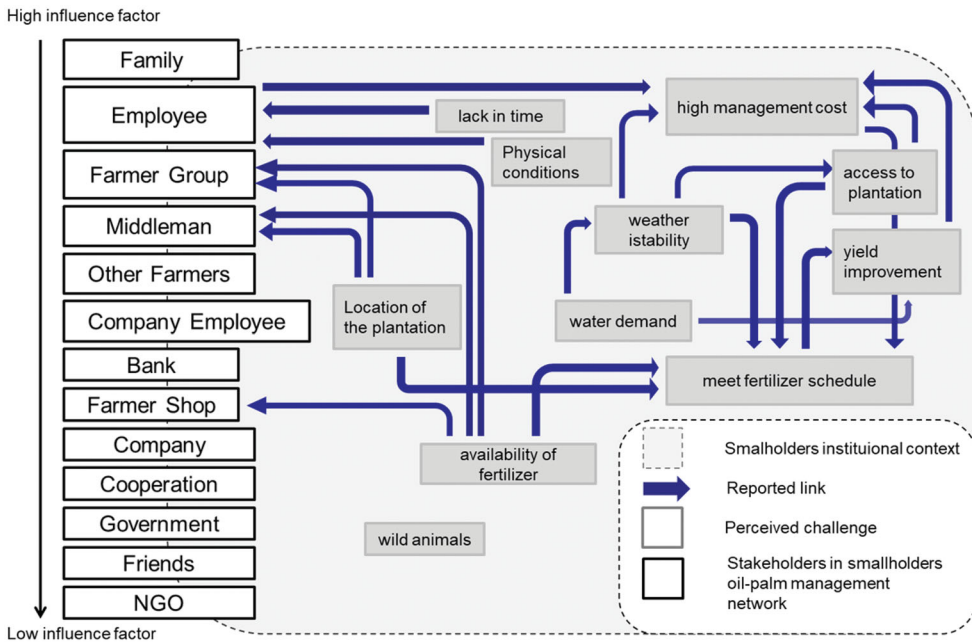 High influence factor
Family
Employee
Farmer Group
Middleman
Other Farmers
Company Employee
Bank
Farmer Shop
Company
Cooperation
Government
Friends
NGO
Low influence factor
lack in time
Physical
conditions
high management cost
access to
plantation
weather
istability
yield
improvement
Location of
the plantation
water demand
meet fertilizer schedule
availability of
fertilizer
wild animals
Smalholders instituional context
Reported link
Perceived challenge
Stakeholders in smallholders
oil-palm management
network